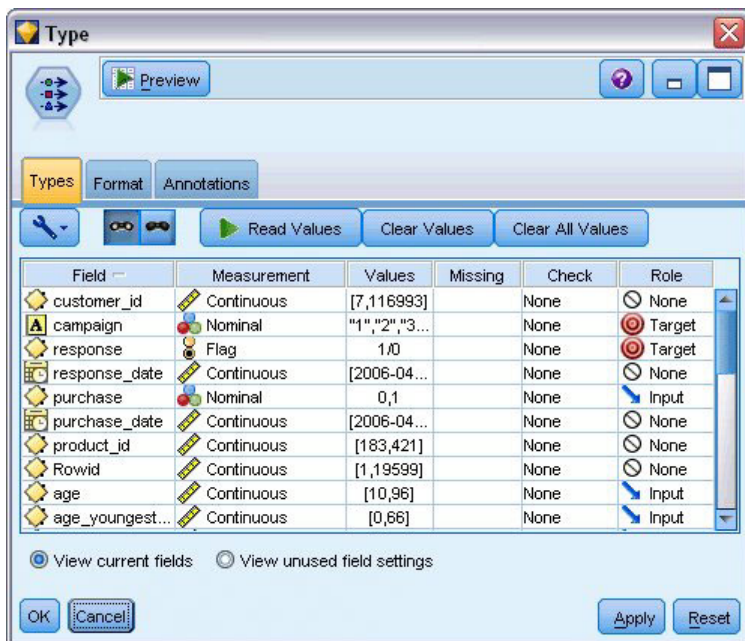 Type
Preview
Types Format Annotations
Read Values Clear Values Clear All Values
Field Measurement Values Missing Check Role
customer_id Continuous [7,116993] None None
A campaign Nominal "1","2","3... None Target
response Flag 1/0 None Target
response_date Continuous [2006-04... None None
purchase Nominal 0,1 None Input
purchase_date Continuous [2006-04... None None
product_id Continuous [183,421] None None
Rowid Continuous [1,19599] None None
age Continuous [10,96] None Input
age_youngest... Continuous [0,66] None Input
View current fields View unused field settings
OK Cancel Apply Reset